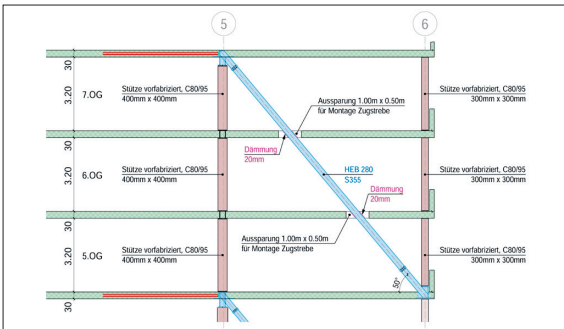 5
6
30
7.OG
3.20
Stütze vorfabriziert, C80/95
400mm x 400mm
Aussparung 1.00m x 0.50m
für Montage Zugstrebe
Stütze vorfabriziert, C80/95
300mm x 300mm
30
Dämmung
20mm
6.OG
3.20
Stütze vorfabriziert, C80/95
400mm x 400mm
HEB 280
S355
Dämmung
20mm
Stütze vorfabriziert, C80/95
300mm x 300mm
30
5.OG
3.20
Stütze vorfabriziert, C80/95
400mm x 400mm
Aussparung 1.00m x 0.50m
für Montage Zugstrebe
Stütze vorfabriziert, C80/95
300mm x 300mm
50°
30